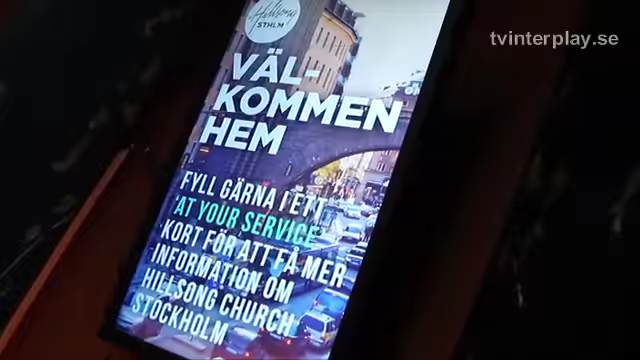 tvinterplay.se
Hillsong
STHLM
VÄL-
KOMMEN
HEM
FYLL GÄRNA I ETT
'AT YOUR SERVICE'
KORT FÖR ATT FÅ MER
INFORMATION OM
HILLSONG CHURCH
STOCKHOLM